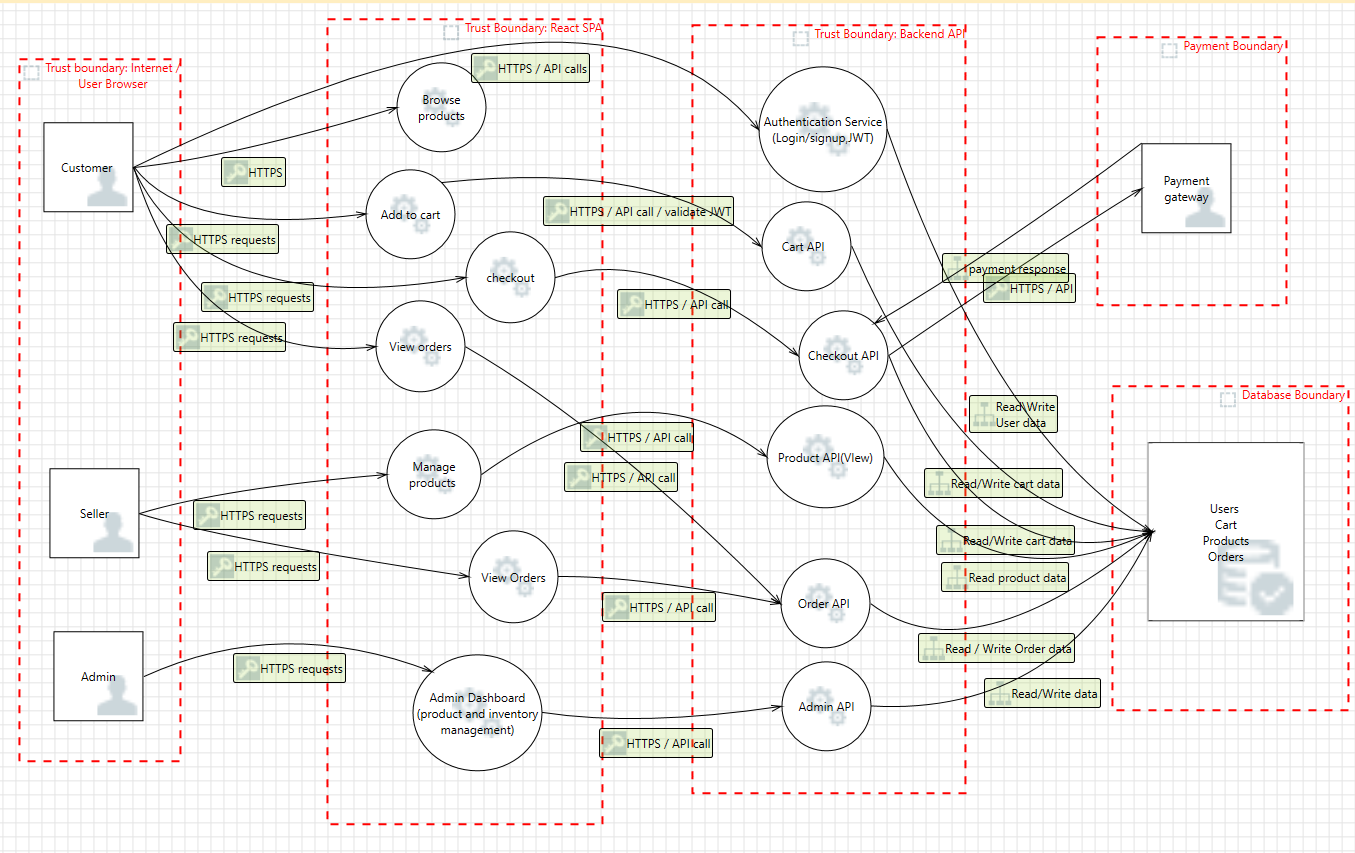 Trust Boundary: React SPA
Trust Boundary: Backend API
Payment Boundary
Trust boundary: Internet /
User Browser
HTTPS / API calls
Browse
products
Authentication Service
(Login/signup,JWT)
Customer
HTTPS
Payment
gateway
Add to cart
HTTPS / API call / validate JWT
HTTPS requests
Cart API
checkout
payment response
HTTPS / API
HTTPS requests
HTTPS / API call
HTTPS requests
View orders
Checkout API
Database Boundary
Read\Write
User data
HTTPS / API call
Manage
products
Product API(VIew)
HTTPS / API call
Read/Write cart data
Seller
HTTPS requests
Users
Cart
Products
Orders
Read/Write cart data
HTTPS requests
View Orders
Read product data
HTTPS / API call
Order API
Read / Write Order data
HTTPS requests
Admin
Admin Dashboard
(product and inventory
management)
Admin API
Read/Write data
HTTPS / API call